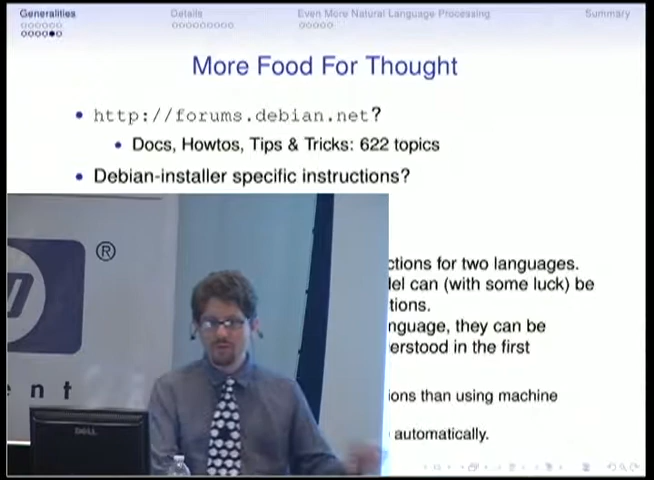 Generalities Details Even More Natural Language Processing Summary
More Food For Thought
• http://forums.debian.net?
• Docs, Howtos, Tips & Tricks: 622 topics
• Debian-installer specific instructions?
®
ctions for two languages.
el can (with some luck) be
tions.
nguage, they can be
erstood in the first
ent
ions than using machine
DELL
automatically.